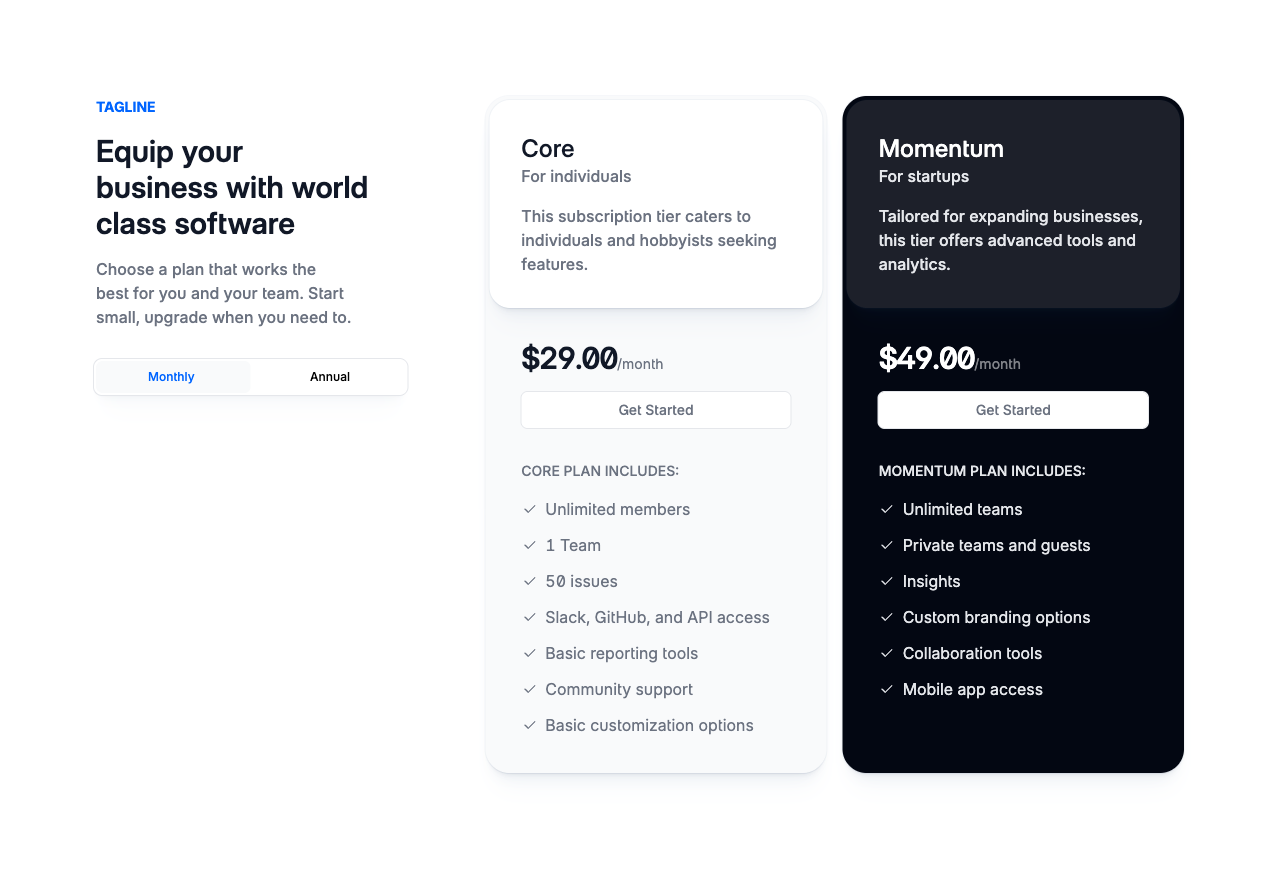 TAGLINE
Equip your
business with world
class software
Choose a plan that works the
best for you and your team. Start
small, upgrade when you need to.
Monthly
Annual
Core
For individuals
This subscription tier caters to
individuals and hobbyists seeking
features.
$29.00/month
Get Started
CORE PLAN INCLUDES:
Unlimited members
1 Team
50 issues
Slack, GitHub, and API access
Basic reporting tools
Community support
Basic customization options
Momentum
For startups
Tailored for expanding businesses,
this tier offers advanced tools and
analytics.
$49.00/month
Get Started
MOMENTUM PLAN INCLUDES:
Unlimited teams
Private teams and guests
Insights
Custom branding options
Collaboration tools
Mobile app access